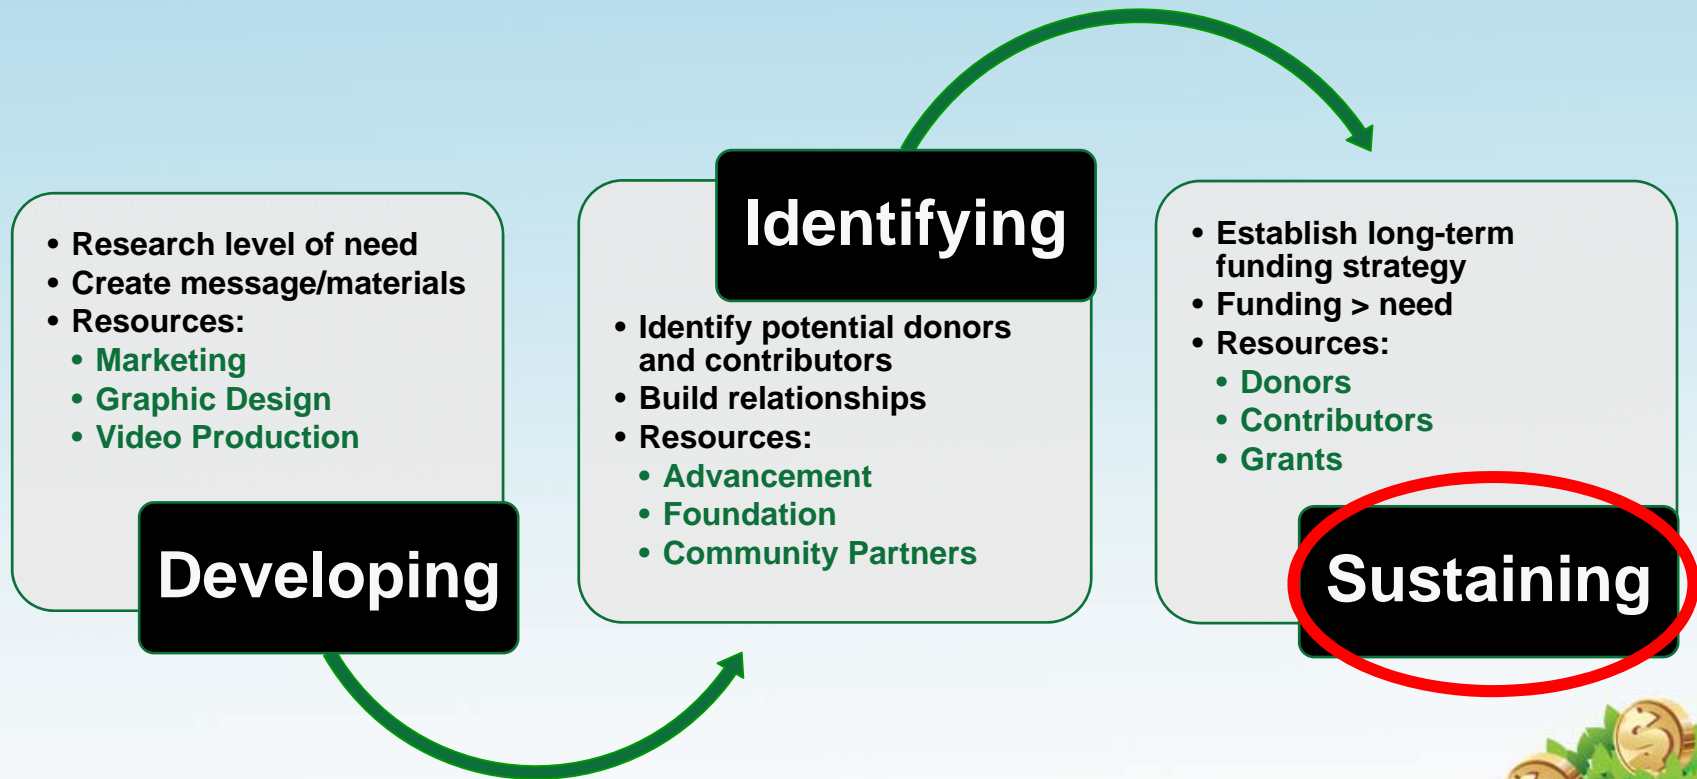 • Research level of need
• Create message/materials
• Resources:
• Marketing
• Graphic Design
• Video Production
Developing
Identifying
• Identify potential donors
and contributors
• Build relationships
• Resources:
• Advancement
• Foundation
• Community Partners
• Establish long-term
funding strategy
• Funding > need
• Resources:
• Donors
• Contributors
• Grants
Sustaining